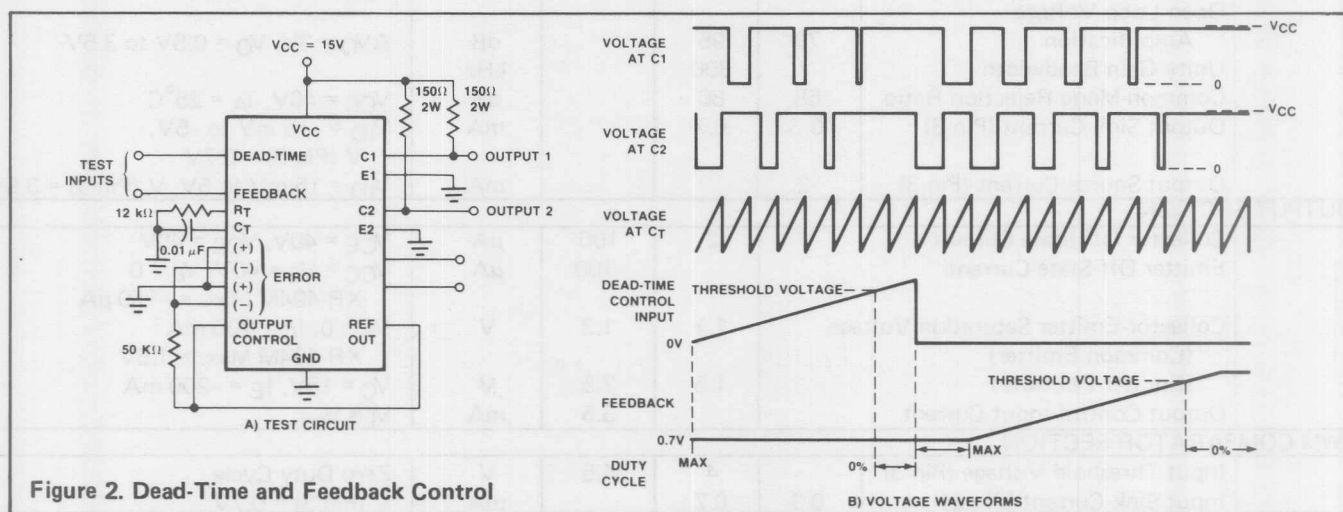 VCC = 15V
150Ω 2W
150Ω 2W
VCC
TEST INPUTS
DEAD-TIME
FEEDBACK
12 kΩ
RT
CT
0.01 μF
(+)
(−)
(+)
(−)
ERROR
50 KΩ
OUTPUT CONTROL
REF OUT
GND
C1
E1
C2
E2
OUTPUT 1
OUTPUT 2
A) TEST CIRCUIT
Figure 2. Dead-Time and Feedback Control
VOLTAGE AT C1
VCC
0
VOLTAGE AT C2
VCC
0
VOLTAGE AT CT
DEAD-TIME CONTROL INPUT
THRESHOLD VOLTAGE
0V
THRESHOLD VOLTAGE
FEEDBACK
0.7V
MAX
MAX
0%
0%
DUTY CYCLE
B) VOLTAGE WAVEFORMS